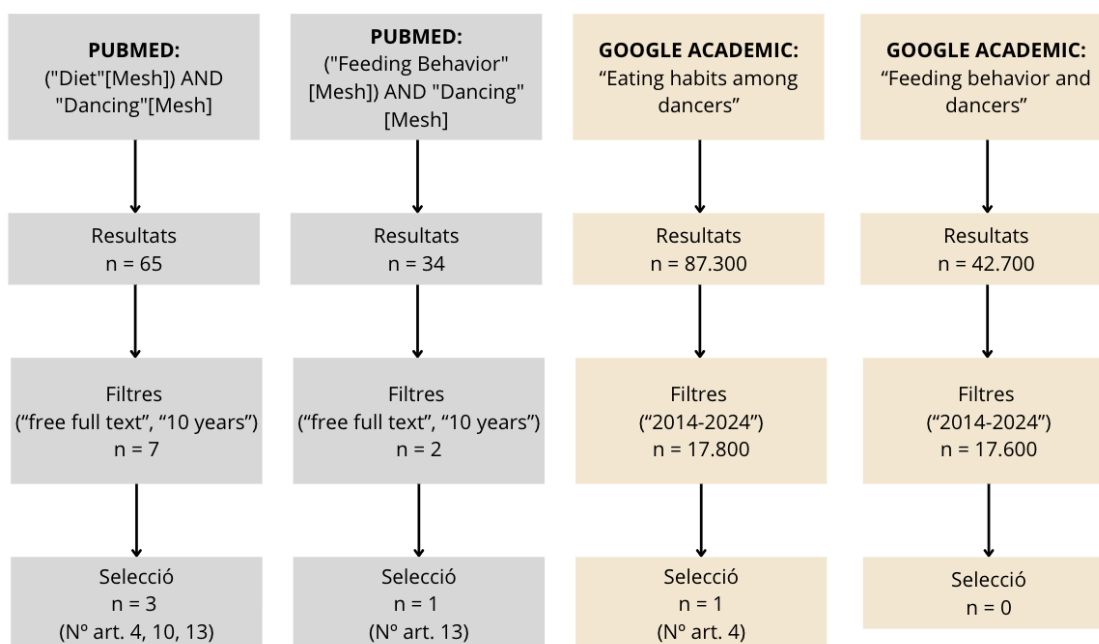 PUBMED:
("Diet"[Mesh]) AND
"Dancing"[Mesh]
Resultats
n = 65
Filtres
(“free full text”, “10 years”)
n = 7
Selecció
n = 3
(Nº art. 4, 10, 13)
PUBMED:
("Feeding Behavior"
[Mesh]) AND "Dancing"
[Mesh]
Resultats
n = 34
Filtres
(“free full text”, “10 years”)
n = 2
Selecció
n = 1
(Nº art. 13)
GOOGLE ACADEMIC:
“Eating habits among
dancers”
Resultats
n = 87.300
Filtres
(“2014-2024”)
n = 17.800
Selecció
n = 1
(Nº art. 4)
GOOGLE ACADEMIC:
“Feeding behavior and
dancers”
Resultats
n = 42.700
Filtres
(“2014-2024”)
n = 17.600
Selecció
n = 0